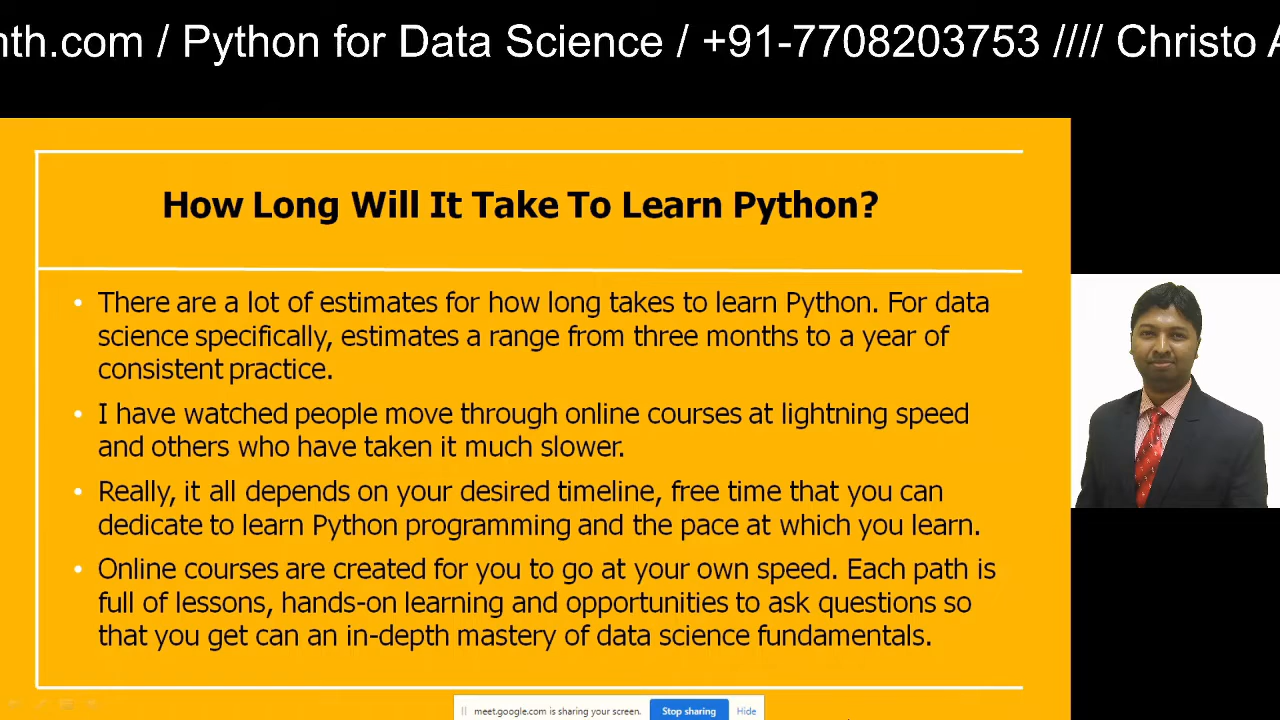 nth.com / Python for Data Science / +91-7708203753 //// Christo A
How Long Will It Take To Learn Python?
• There are a lot of estimates for how long takes to learn Python. For data
science specifically, estimates a range from three months to a year of
consistent practice.
• I have watched people move through online courses at lightning speed
and others who have taken it much slower.
• Really, it all depends on your desired timeline, free time that you can
dedicate to learn Python programming and the pace at which you learn.
• Online courses are created for you to go at your own speed. Each path is
full of lessons, hands-on learning and opportunities to ask questions so
that you get can an in-depth mastery of data science fundamentals.
meet.google.com is sharing your screen. Stop sharing Hide